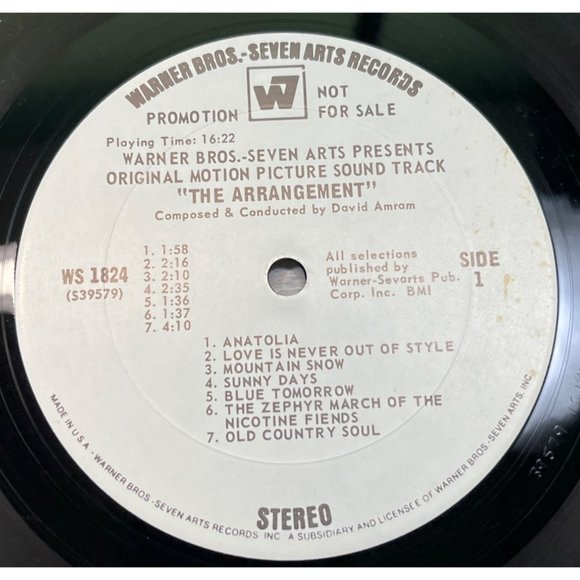 WARNER BROS.-SEVEN ARTS RECORDS
PROMOTION W7 NOT FOR SALE
Playing Time: 16:22
WARNER BROS.-SEVEN ARTS PRESENTS
ORIGINAL MOTION PICTURE SOUND TRACK
"THE ARRANGEMENT"
Composed & Conducted by David Amram
WS 1824
(S39579)
1. 1:58
2. 2:16
3. 2:10
4. 2:35
5. 1:36
6. 1:37
7. 4:10
All selections
published by
Warner-Sevarts Pub.
Corp. Inc. BMI
SIDE
1
1. ANATOLIA
2. LOVE IS NEVER OUT OF STYLE
3. MOUNTAIN SNOW
4. SUNNY DAYS
5. BLUE TOMORROW
6. THE ZEPHYR MARCH OF THE
NICOTINE FIENDS
7. OLD COUNTRY SOUL
STEREO
MADE IN U.S.A. - WARNER BROS.-SEVEN ARTS RECORDS INC. A SUBSIDIARY AND LICENSEE OF WARNER BROS.-SEVEN ARTS, INC.